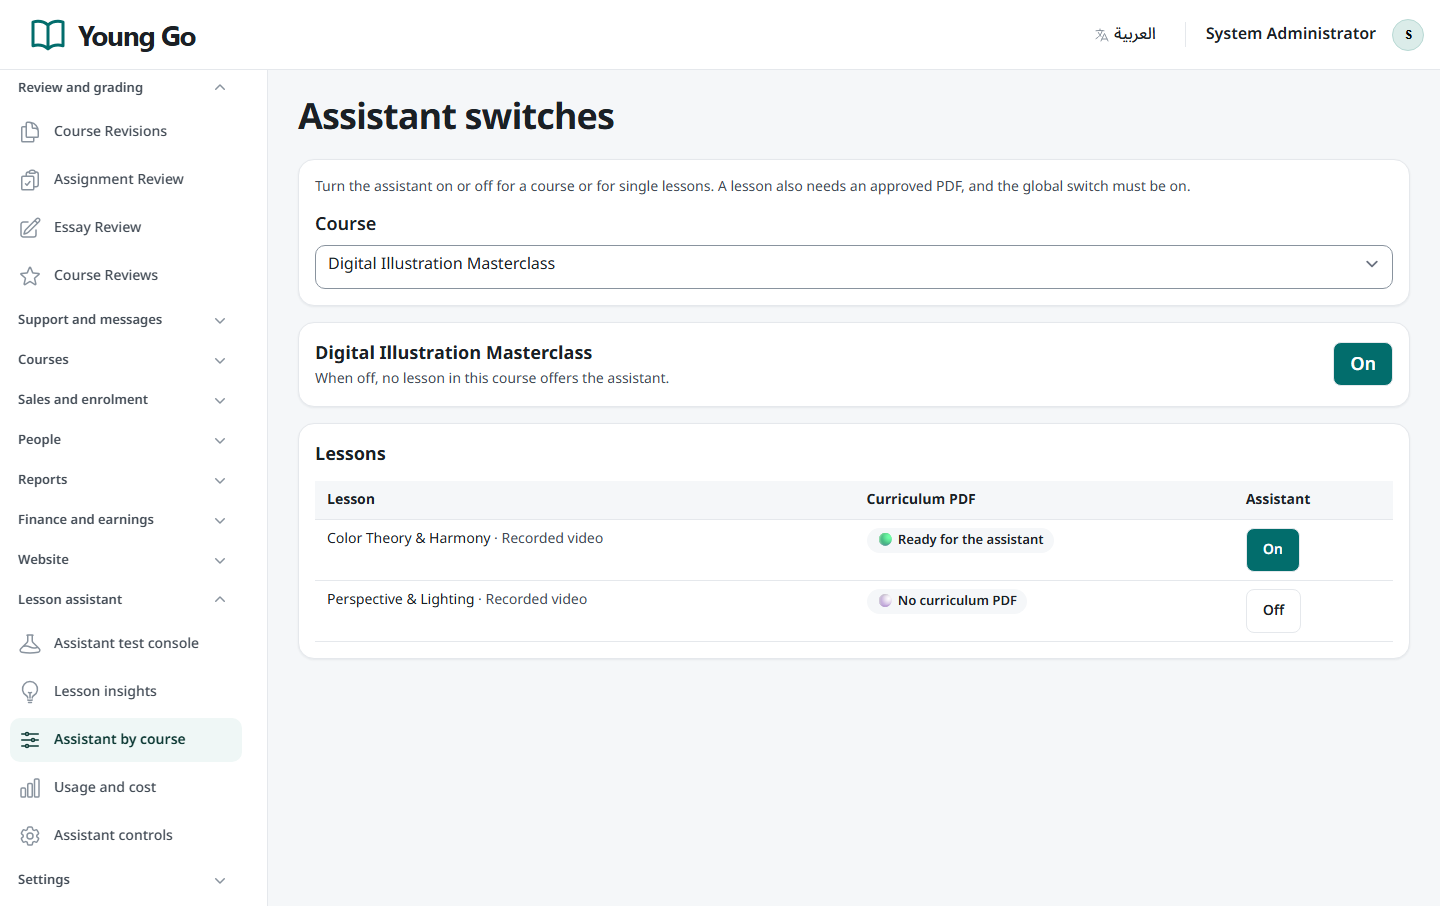 Young Go
العربية
System Administrator
S
Review and grading
Course Revisions
Assignment Review
Essay Review
Course Reviews
Support and messages
Courses
Sales and enrolment
People
Reports
Finance and earnings
Website
Lesson assistant
Assistant test console
Lesson insights
Assistant by course
Usage and cost
Assistant controls
Settings
Assistant switches
Turn the assistant on or off for a course or for single lessons. A lesson also needs an approved PDF, and the global switch must be on.
Course
Digital Illustration Masterclass
Digital Illustration Masterclass
When off, no lesson in this course offers the assistant.
On
Lessons
Lesson Curriculum PDF Assistant
Color Theory & Harmony · Recorded video Ready for the assistant On
Perspective & Lighting · Recorded video No curriculum PDF Off